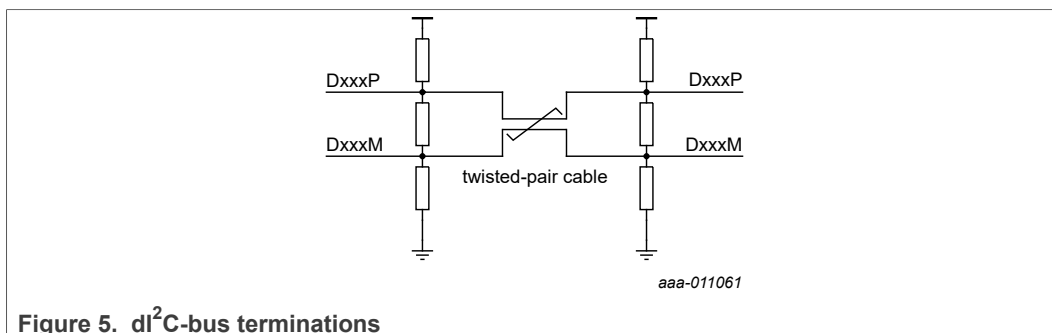 DxxxP DxxxP
DxxxM DxxxM
twisted-pair cable
aaa-011061
Figure 5. dI²C-bus terminations